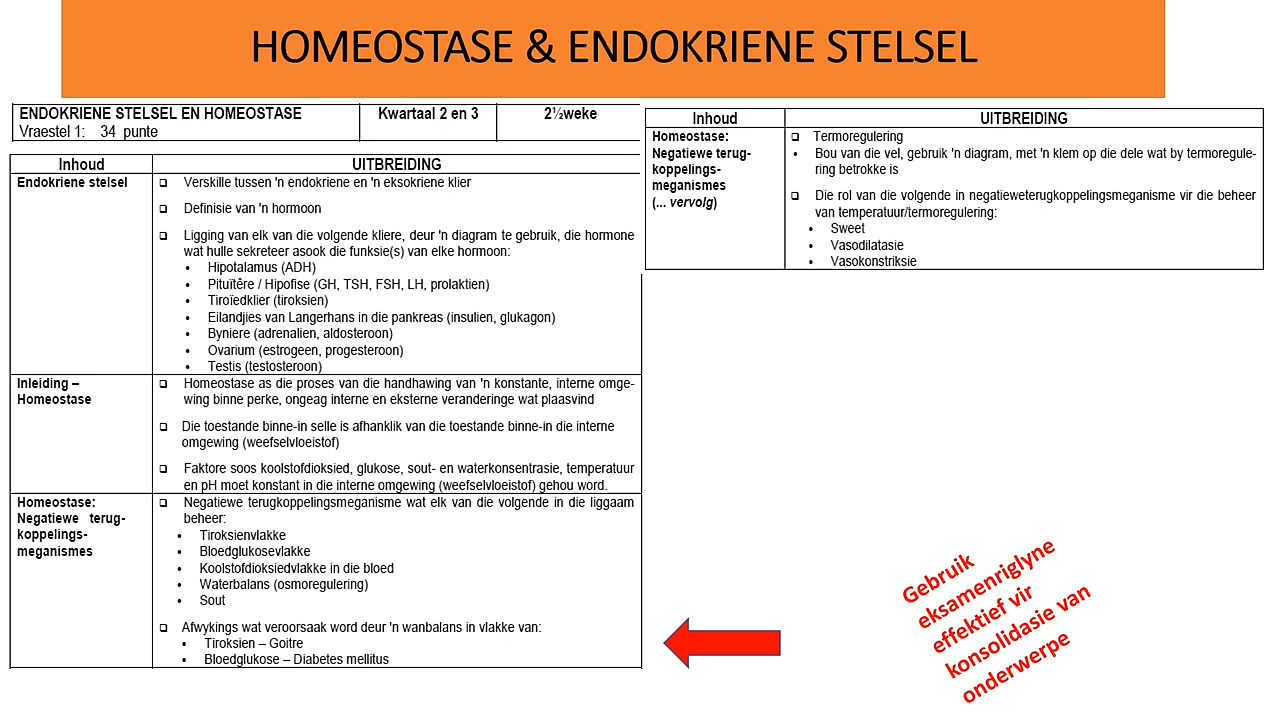 HOMEOSTASE & ENDOKRIENE STELSEL
ENDOKRIENE STELSEL EN HOMEOSTASE
Vraestel 1: 34 punte
Kwartaal 2 en 3
2½weke
Inhoud
UITBREIDING
Endokriene stelsel
❑ Verskille tussen 'n endokriene en 'n eksokriene klier
❑ Definisie van 'n hormoon
❑ Ligging van elk van die volgende kliere, deur 'n diagram te gebruik, die hormone
wat hulle sekreteer asook die funksie(s) van elke hormoon:
• Hipotalamus (ADH)
• Pituïtêre / Hipofise (GH, TSH, FSH, LH, prolaktien)
• Tiroïedklier (tiroksien)
• Eilandjies van Langerhans in die pankreas (insulien, glukagon)
• Byniere (adrenalien, aldosteroon)
• Ovarium (estrogeen, progesteroon)
• Testis (testosteroon)
Inleiding –
Homeostase
❑ Homeostase as die proses van die handhawing van 'n konstante, interne omge-
wing binne perke, ongeag interne en eksterne veranderinge wat plaasvind
❑ Die toestande binne-in selle is afhanklik van die toestande binne-in die interne
omgewing (weefselvloeistof)
❑ Faktore soos koolstofdioksied, glukose, sout- en waterkonsentrasie, temperatuur
en pH moet konstant in die interne omgewing (weefselvloeistof) gehou word.
Homeostase:
Negatiewe terug-
koppelings-
meganismes
❑ Negatiewe terugkoppelingsmeganisme wat elk van die volgende in die liggaam
beheer:
• Tiroksienvlakke
• Bloedglukosevlakke
• Koolstofdioksiedvlakke in die bloed
• Waterbalans (osmoregulering)
• Sout
❑ Afwykings wat veroorsaak word deur 'n wanbalans in vlakke van:
• Tiroksien – Goitre
• Bloedglukose – Diabetes mellitus
Inhoud
UITBREIDING
Homeostase:
Negatiewe terug-
koppelings-
meganismes
(... vervolg)
❑ Termoregulering
• Bou van die vel, gebruik 'n diagram, met 'n klem op die dele wat by termoregule-
ring betrokke is
❑ Die rol van die volgende in negatieweterugkoppelingsmeganisme vir die beheer
van temperatuur/termoregulering:
• Sweet
• Vasodilatasie
• Vasokonstriksie
Gebruik
eksamenriglyne
effektief vir
konsolidasie van
onderwerpe